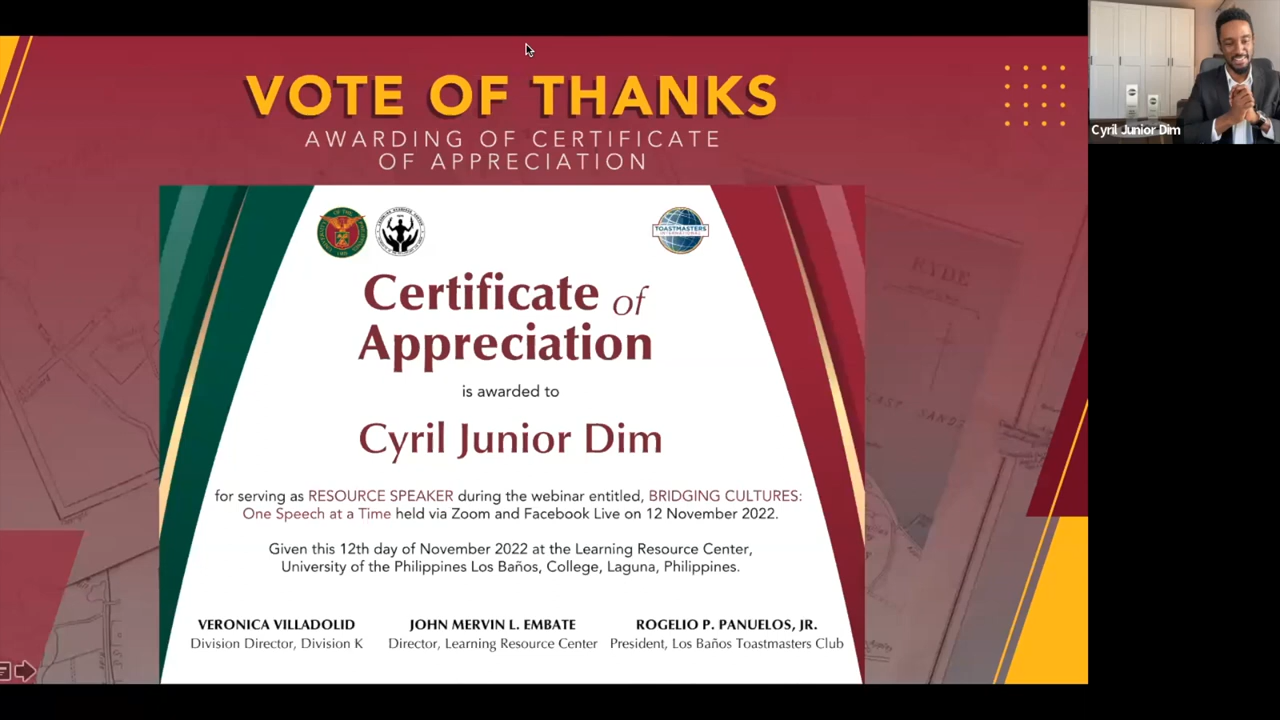 VOTE OF THANKS
AWARDING OF CERTIFICATE
OF APPRECIATION
Cyril Junior Dim
TOASTMASTERS
INTERNATIONAL
Certificate of
Appreciation
is awarded to
Cyril Junior Dim
for serving as RESOURCE SPEAKER during the webinar entitled, BRIDGING CULTURES:
One Speech at a Time held via Zoom and Facebook Live on 12 November 2022.
Given this 12th day of November 2022 at the Learning Resource Center,
University of the Philippines Los Baños, College, Laguna, Philippines.
VERONICA VILLADOLID
Division Director, Division K
JOHN MERVIN L. EMBATE
Director, Learning Resource Center
ROGELIO P. PANUELOS, JR.
President, Los Baños Toastmasters Club
RYDE